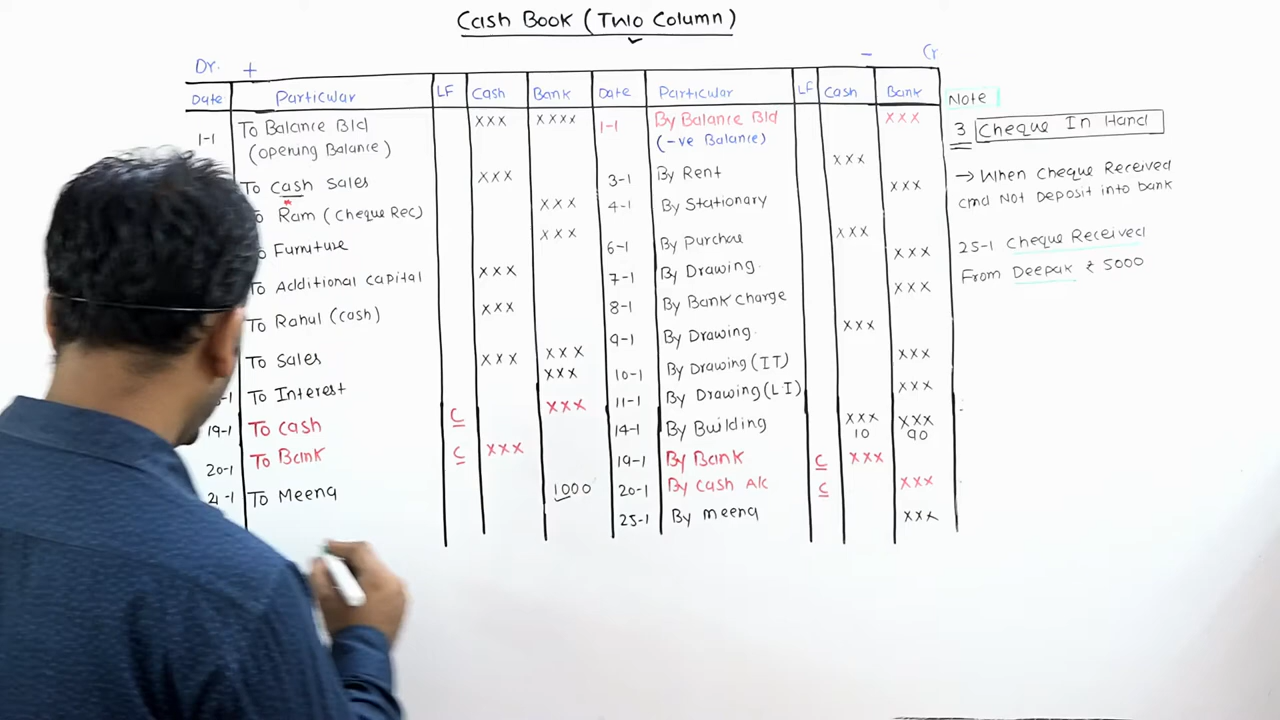 Cash Book (Two Column)
Dr. + - Cr
Date Particular LF Cash Bank Date Particular LF Cash Bank
1-1 To Balance Bld xxx xxxx 1-1 By Balance Bld xxx
(opening Balance) (-ve Balance)
To cash sales xxx 3-1 By Rent xxx
To Ram (Cheque Rec) xxx 4-1 By Stationary xxx
To Furniture xxx 6-1 By Purchae xxx
To Additional capital xxx 7-1 By Drawing. xxx
To Rahul (cash) xxx 8-1 By Bank charge xxx
9-1 By Drawing. xxx
To Sales xxx xxx 10-1 By Drawing (IT) xxx
To Interest xxx 11-1 By Drawing (LI) xxx
19-1 To cash C xxx 14-1 By Building xxx xxx
10 90
20-1 To Bank C xxx 19-1 By Bank C xxx
21-1 To Meena 1000 20-1 By cash A/c C xxx
25-1 By meena xxx
Note
3 Cheque In Hand
→ When Cheque Received
and Not Deposit into bank
25-1 Cheque Received
From Deepak ₹ 5000